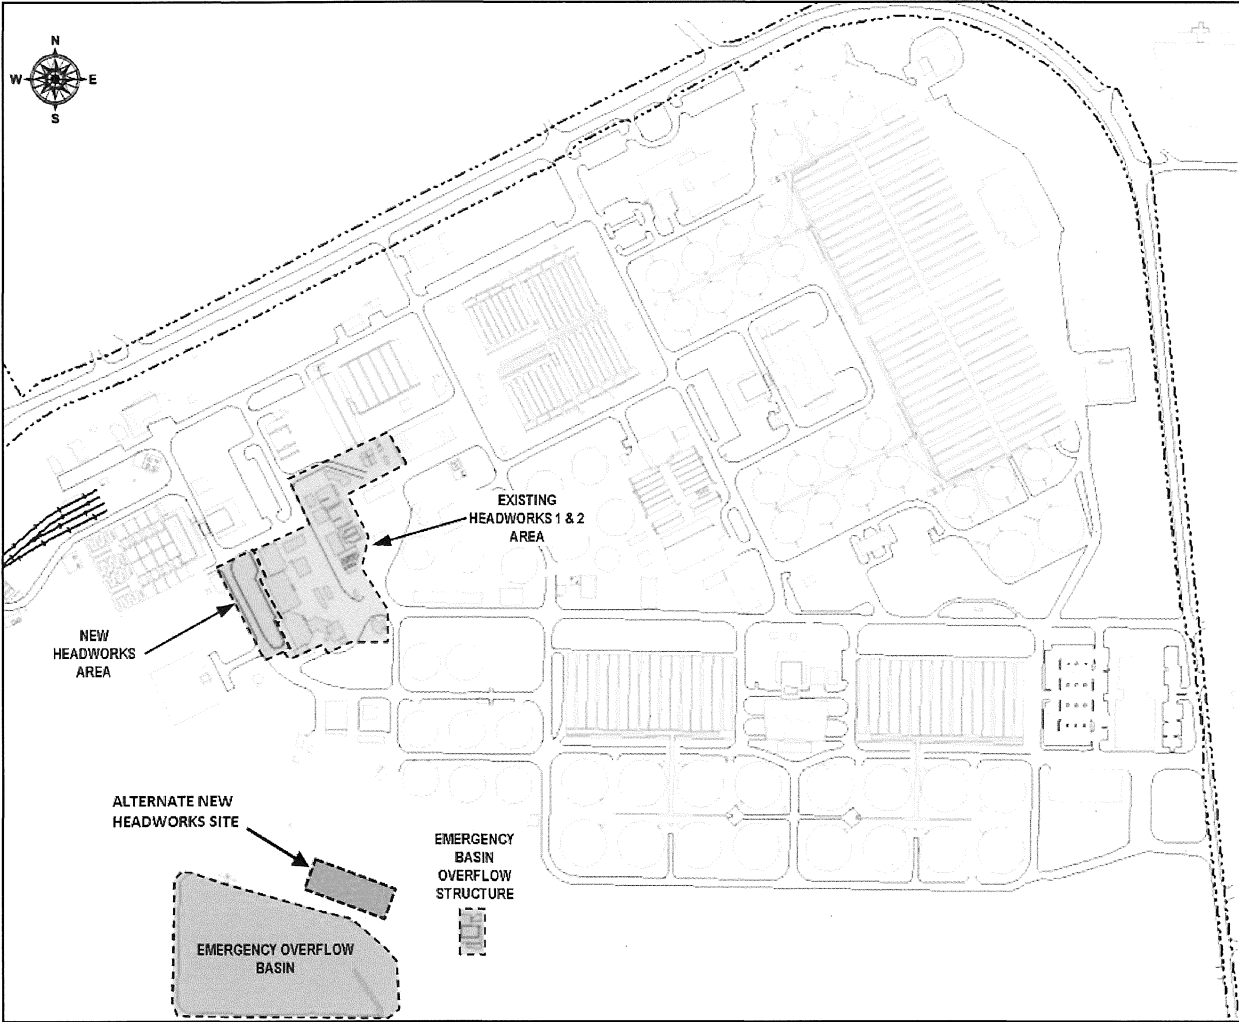 N
W E
S
EXISTING
HEADWORKS 1 & 2
AREA
NEW
HEADWORKS
AREA
ALTERNATE NEW
HEADWORKS SITE
EMERGENCY
BASIN
OVERFLOW
STRUCTURE
EMERGENCY OVERFLOW
BASIN